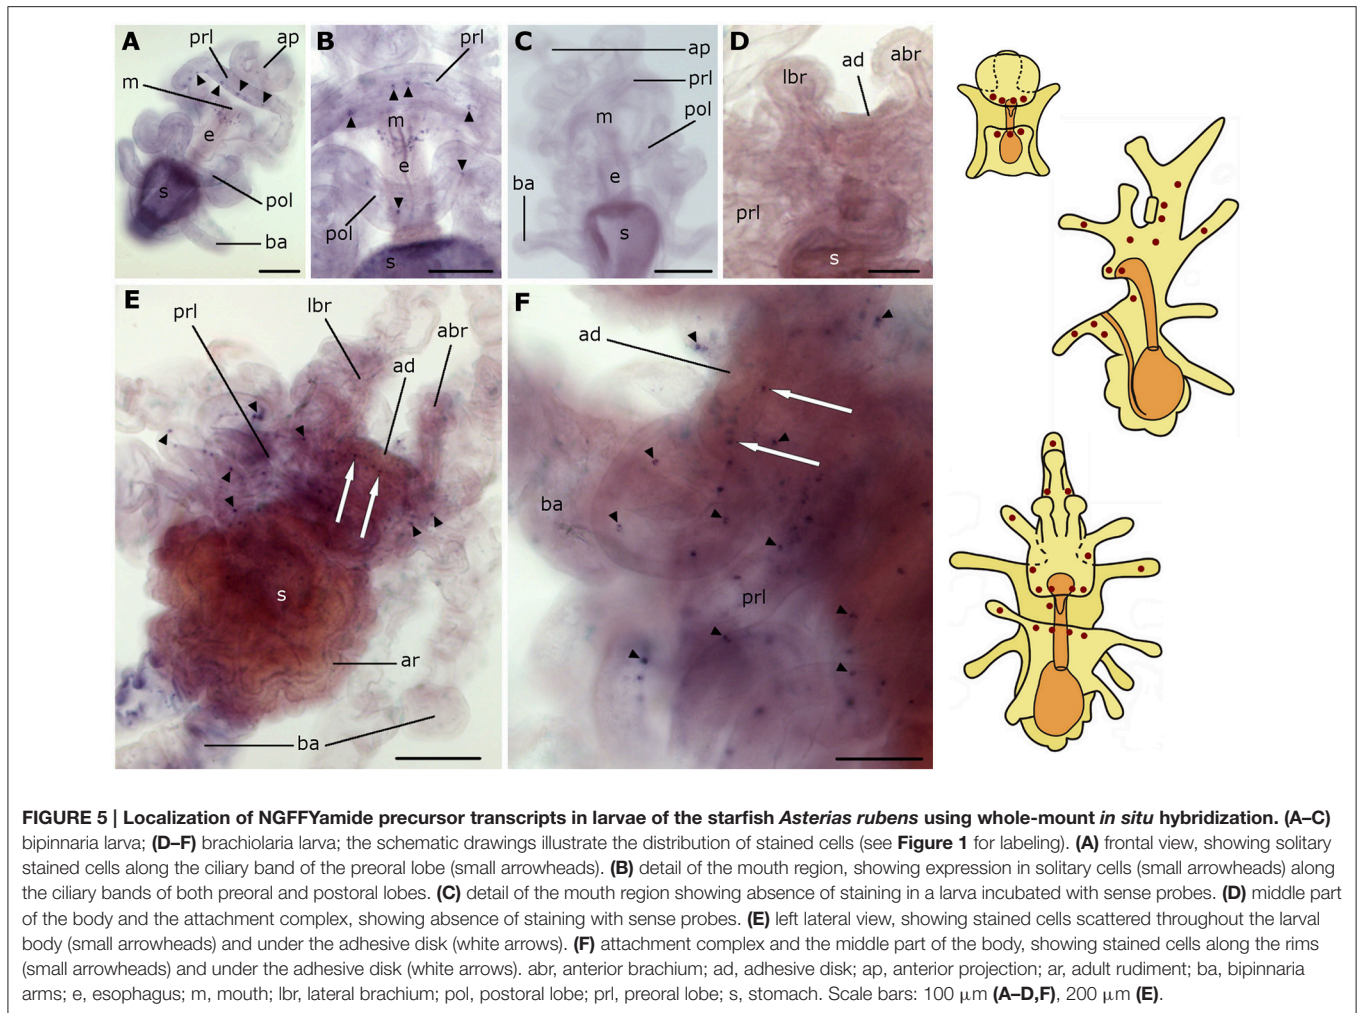 A
prl
ap
m
e
s
pol
ba
B
prl
m
e
pol
s
C
ap
prl
m
pol
ba
e
s
D
lbr
ad
abr
prl
s
E
prl
lbr
abr
ad
s
ar
ba
F
ad
ba
prl
FIGURE 5 | Localization of NGFFYamide precursor transcripts in larvae of the starfish Asterias rubens using whole-mount in situ hybridization. (A–C)
bipinnaria larva; (D–F) brachiolaria larva; the schematic drawings illustrate the distribution of stained cells (see Figure 1 for labeling). (A) frontal view, showing solitary
stained cells along the ciliary band of the preoral lobe (small arrowheads). (B) detail of the mouth region, showing expression in solitary cells (small arrowheads) along
the ciliary bands of both preoral and postoral lobes. (C) detail of the mouth region showing absence of staining in a larva incubated with sense probes. (D) middle part
of the body and the attachment complex, showing absence of staining with sense probes. (E) left lateral view, showing stained cells scattered throughout the larval
body (small arrowheads) and under the adhesive disk (white arrows). (F) attachment complex and the middle part of the body, showing stained cells along the rims
(small arrowheads) and under the adhesive disk (white arrows). abr, anterior brachium; ad, adhesive disk; ap, anterior projection; ar, adult rudiment; ba, bipinnaria
arms; e, esophagus; m, mouth; lbr, lateral brachium; pol, postoral lobe; prl, preoral lobe; s, stomach. Scale bars: 100 μm (A–D,F), 200 μm (E).